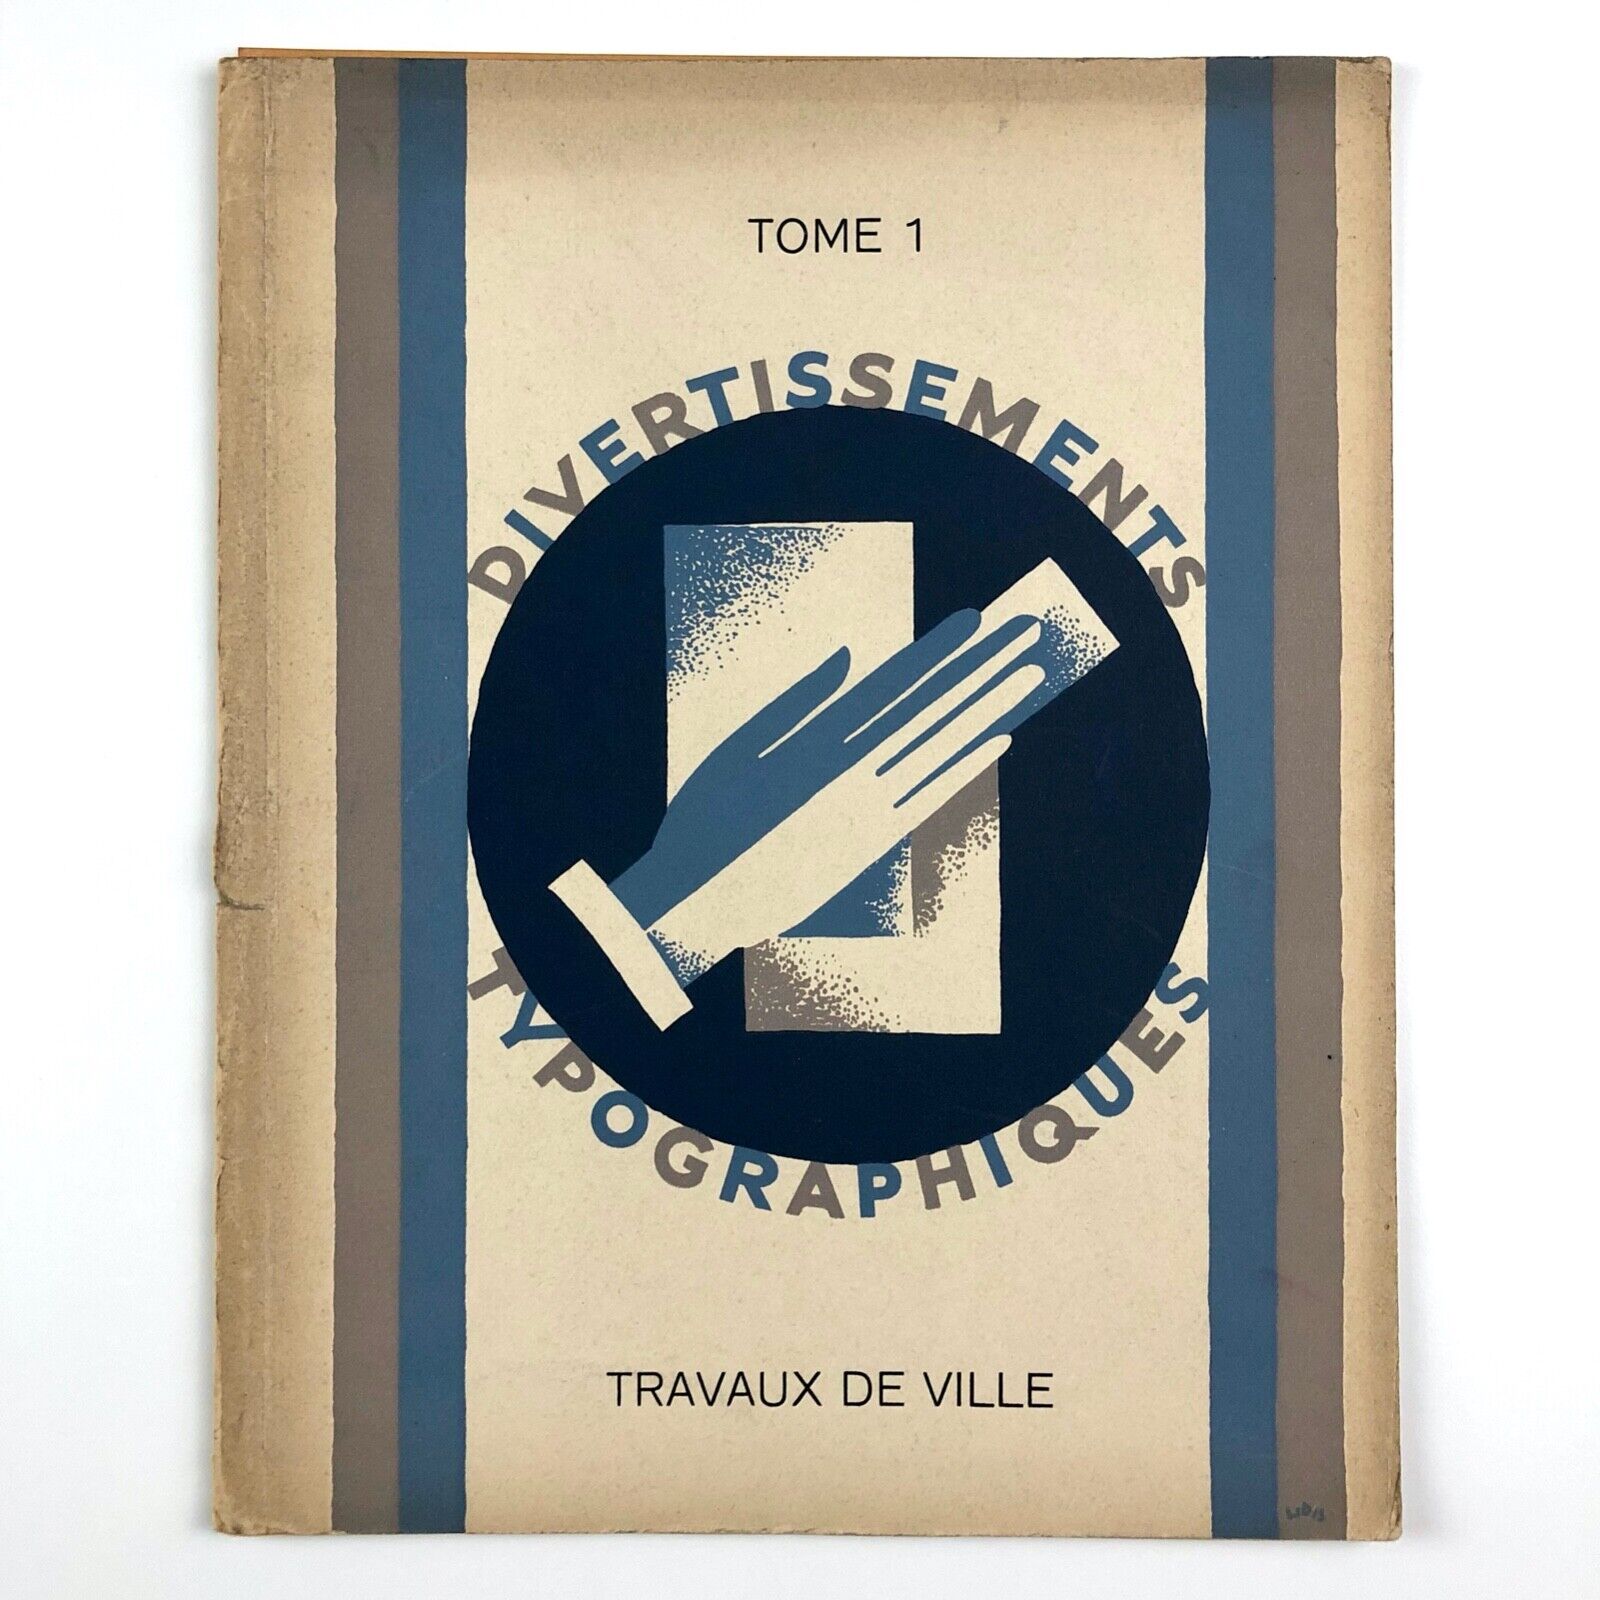 TOME 1
DIVERTISSEMENTS
TYPOGRAPHIQUES
TRAVAUX DE VILLE